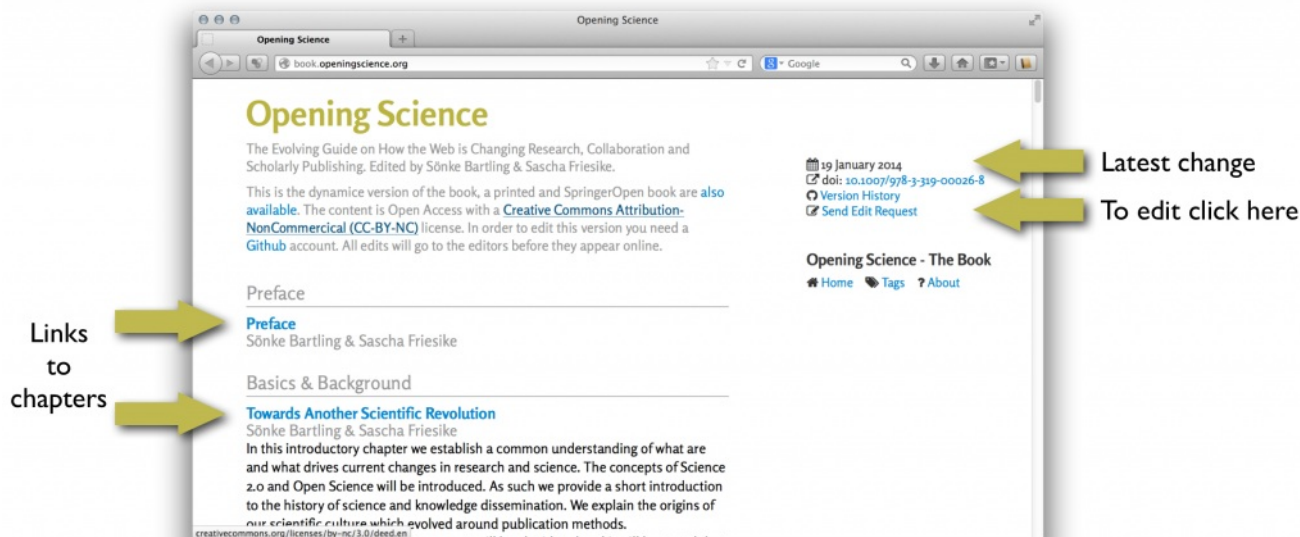 Opening Science
Opening Science
book.openingscience.org
Google
Opening Science
The Evolving Guide on How the Web is Changing Research, Collaboration and
Scholarly Publishing. Edited by Sönke Bartling & Sascha Friesike.
This is the dynamice version of the book, a printed and SpringerOpen book are also
available. The content is Open Access with a Creative Commons Attribution-
NonCommercical (CC-BY-NC) license. In order to edit this version you need a
Github account. All edits will go to the editors before they appear online.
19 January 2014
doi: 10.1007/978-3-319-00026-8
Version History
Send Edit Request
Latest change
To edit click here
Opening Science - The Book
Home Tags ? About
Links
to
chapters
Preface
Preface
Sönke Bartling & Sascha Friesike
Basics & Background
Towards Another Scientific Revolution
Sönke Bartling & Sascha Friesike
In this introductory chapter we establish a common understanding of what are
and what drives current changes in research and science. The concepts of Science
2.0 and Open Science will be introduced. As such we provide a short introduction
to the history of science and knowledge dissemination. We explain the origins of
our scientific culture which evolved around publication methods.
creativecommons.org/licenses/by-nc/3.0/deed.en